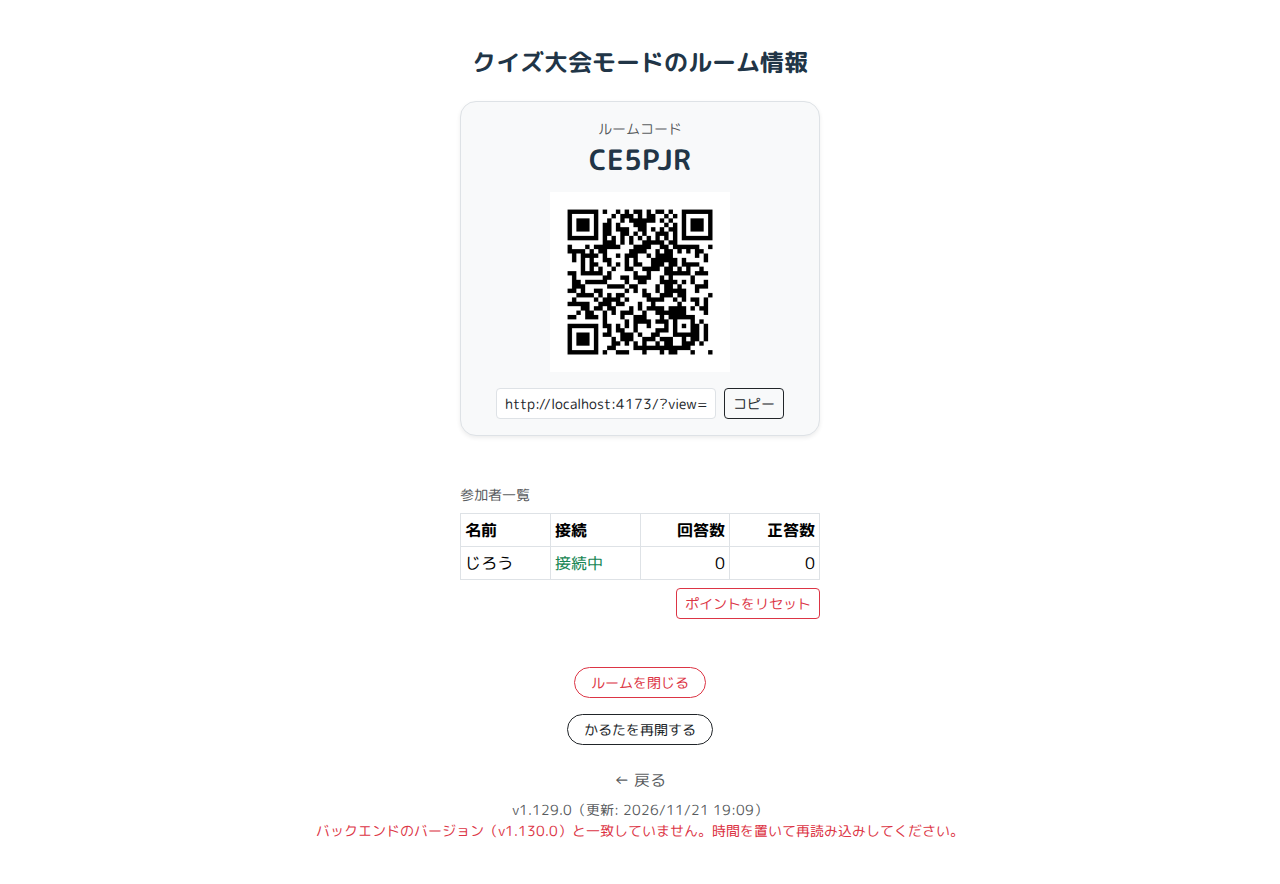 クイズ大会モードのルーム情報
ルームコード
CE5PJR
http://localhost:4173/?view= コピー
参加者一覧
名前 接続 回答数 正答数
じろう 接続中 0 0
ポイントをリセット
ルームを閉じる
かるたを再開する
← 戻る
v1.129.0（更新: 2026/11/21 19:09）
バックエンドのバージョン（v1.130.0）と一致していません。時間を置いて再読み込みしてください。